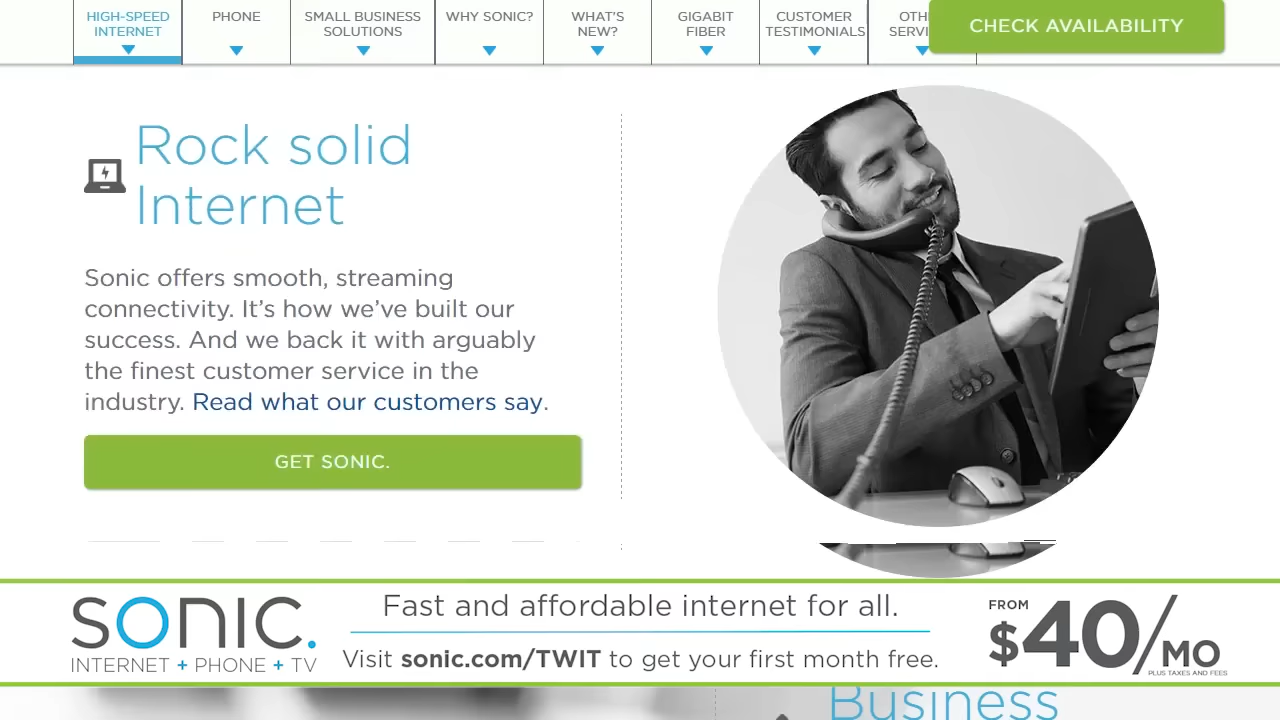 HIGH-SPEED
INTERNET
PHONE
SMALL BUSINESS
SOLUTIONS
WHY SONIC?
WHAT'S
NEW?
GIGABIT
FIBER
CUSTOMER
TESTIMONIALS
CHECK AVAILABILITY
Rock solid
Internet
Sonic offers smooth, streaming
connectivity. It's how we've built our
success. And we back it with arguably
the finest customer service in the
industry. Read what our customers say.
GET SONIC.
SONIC.
INTERNET + PHONE + TV
Fast and affordable internet for all.
Visit sonic.com/TWIT to get your first month free.
FROM
$40/MO
PLUS TAXES AND FEES
Business